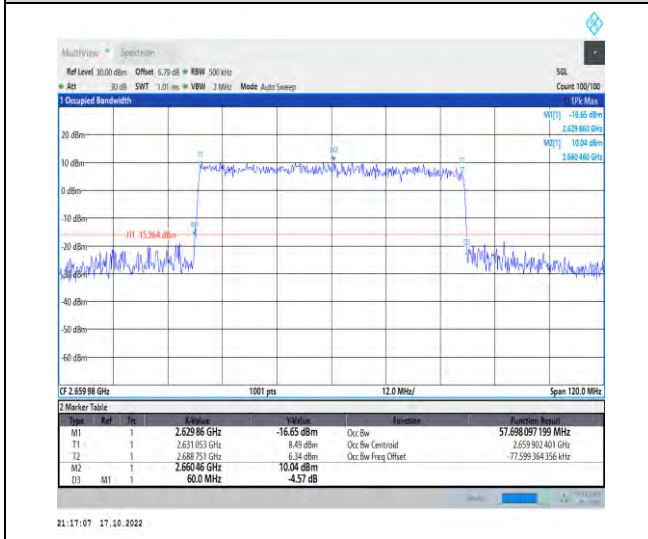 MultiView Spectrum
Ref Level 30.00 dBm Offset 6.79 dB RBW 500 kHz SGL
Att 30 dB SWT 1.01 ms VBW 2 MHz Mode Auto Sweep Count 100/100
1 Occupied Bandwidth 1Pk Max
M1[1] -16.65 dBm
2.629 860 GHz
M2[1] 10.04 dBm
2.660 460 GHz
20 dBm
10 dBm
0 dBm
-10 dBm
-20 dBm
-30 dBm
-40 dBm
-50 dBm
-60 dBm
T1
M2
T2
M1
D3
H1 -15.964 dBm
CF 2.659 98 GHz 1001 pts 12.0 MHz/ Span 120.0 MHz
2 Marker Table
Type Ref Trc X-Value Y-Value Function Function Result
M1 1 2.629 86 GHz -16.65 dBm Occ Bw 57.698 097 199 MHz
T1 1 2.631 053 GHz 8.49 dBm Occ Bw Centroid 2.659 902 401 GHz
T2 1 2.688 751 GHz 6.34 dBm Occ Bw Freq Offset -77.599 364 356 kHz
M2 1 2.660 46 GHz 10.04 dBm
D3 M1 1 60.0 MHz -4.57 dB
21:17:07 17.10.2022